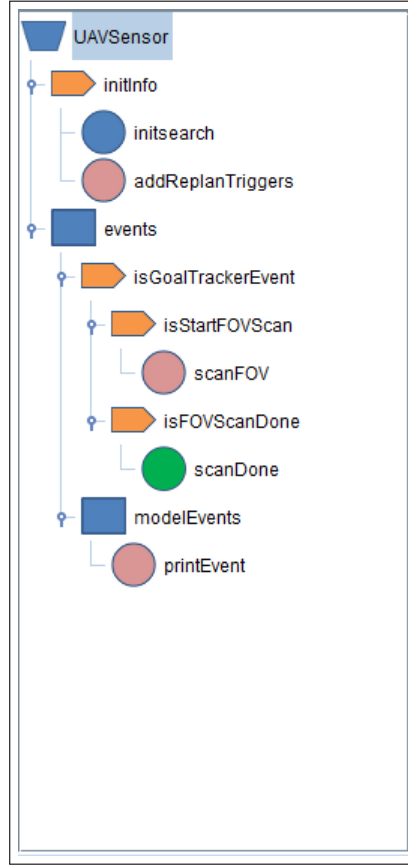 UAVSensor
initInfo
initsearch
addReplanTriggers
events
isGoalTrackerEvent
isStartFOVScan
scanFOV
isFOVScanDone
scanDone
modelEvents
printEvent